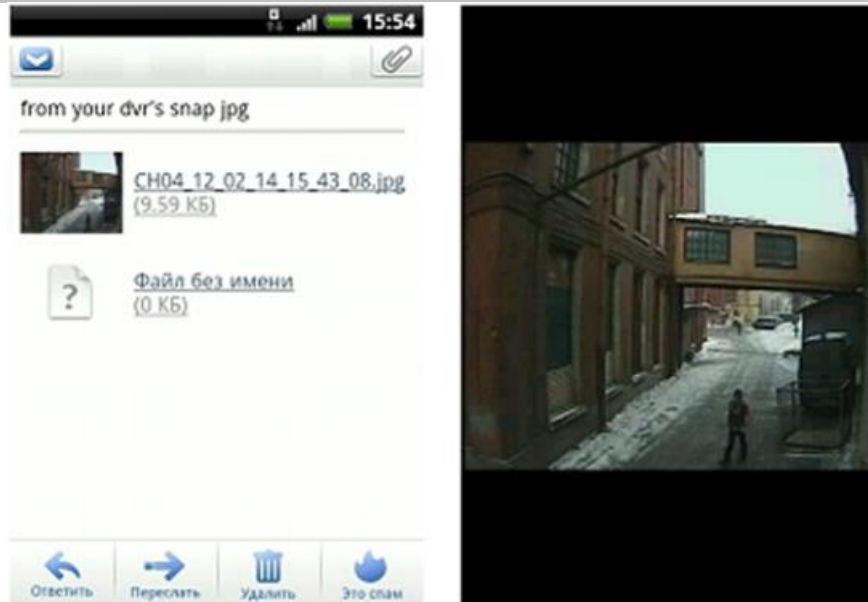 15:54
from your dvr's snap jpg
CH04_12_02_14_15_43_08.jpg
(9.59 КБ)
Файл без имени
(0 КБ)
?
Ответить Переслать Удалить Это спам